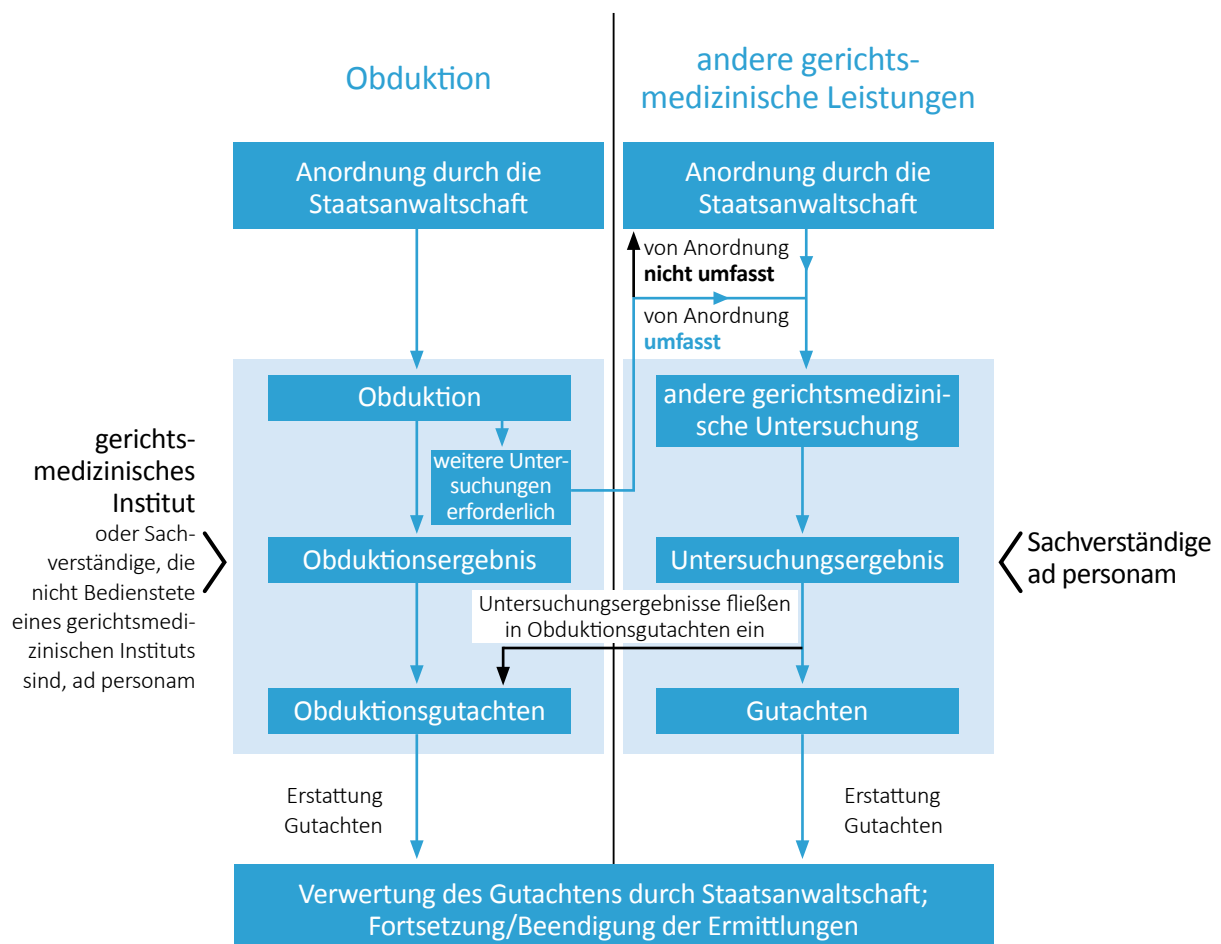 Obduktion
andere gerichts-
medizinische Leistungen
Anordnung durch die
Staatsanwaltschaft
Anordnung durch die
Staatsanwaltschaft
von Anordnung
nicht umfasst
von Anordnung
umfasst
Obduktion
andere gerichtsmedizini-
sche Untersuchung
weitere Unter-
suchungen
erforderlich
gerichts-
medizinisches
Institut
oder Sach-
verständige, die
nicht Bedienstete
eines gerichtsmedi-
zinischen Instituts
sind, ad personam
Obduktionsergebnis
Untersuchungsergebnis
Sachverständige
ad personam
Untersuchungsergebnisse fließen
in Obduktionsgutachten ein
Obduktionsgutachten
Gutachten
Erstattung
Gutachten
Erstattung
Gutachten
Verwertung des Gutachtens durch Staatsanwaltschaft;
Fortsetzung/Beendigung der Ermittlungen